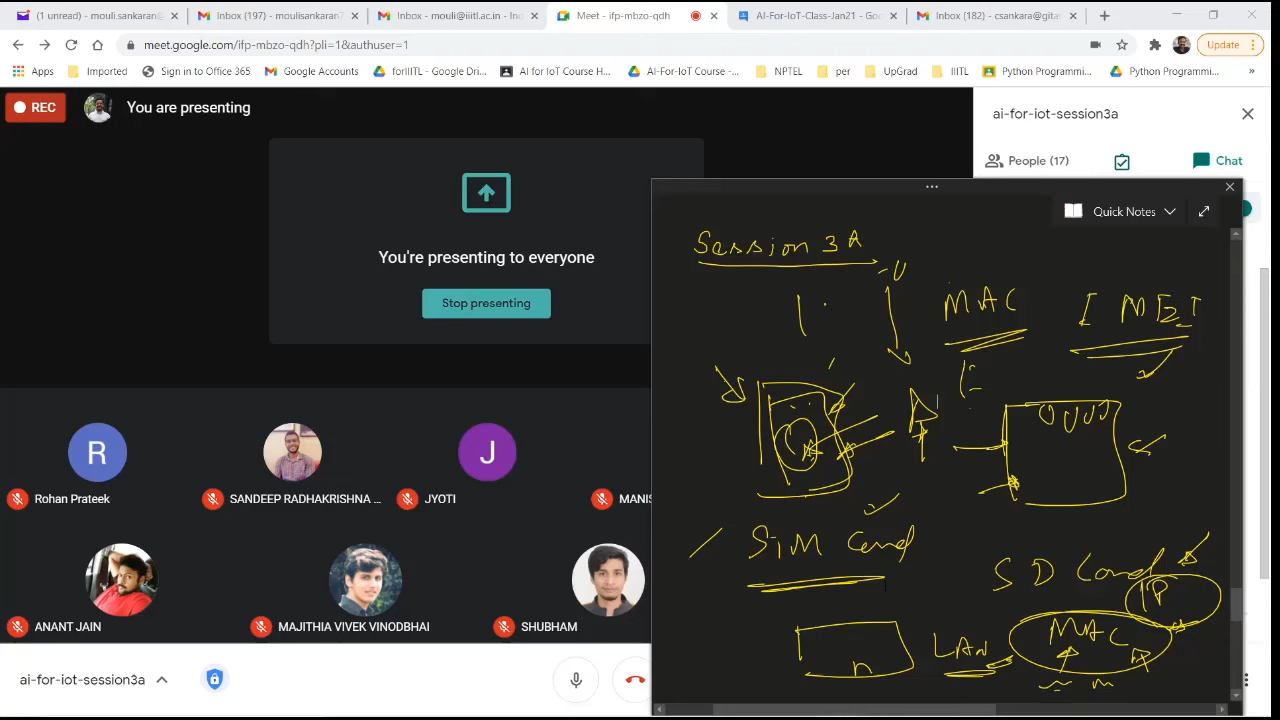 (1 unread) - mouli.sankaran@
Inbox (197) - moulisankaran7
Inbox - mouli@iiitl.ac.in - Ind
Meet - ifp-mbzo-qdh
AI-For-IoT-Class-Jan21 - Goo
Inbox (182) - csankara@gita
meet.google.com/ifp-mbzo-qdh?pli=1&authuser=1
Update
Apps
Imported
Sign in to Office 365
Google Accounts
forIIITL - Google Dri...
AI for IoT Course H...
AI-For-IoT Course -...
NPTEL
per
UpGrad
IIITL
Python Programmi...
Python Programmi...
»
REC
You are presenting
You're presenting to everyone
Stop presenting
Rohan Prateek
SANDEEP RADHAKRISHNA ...
JYOTI
MANIS
ANANT JAIN
MAJITHIA VIVEK VINODBHAI
SHUBHAM
R
J
ai-for-iot-session3a
ai-for-iot-session3a
People (17)
Chat
Quick Notes
Session 3A
MAC
IMEI
SIM Card
SD Card
IP
LAN
MAC
n